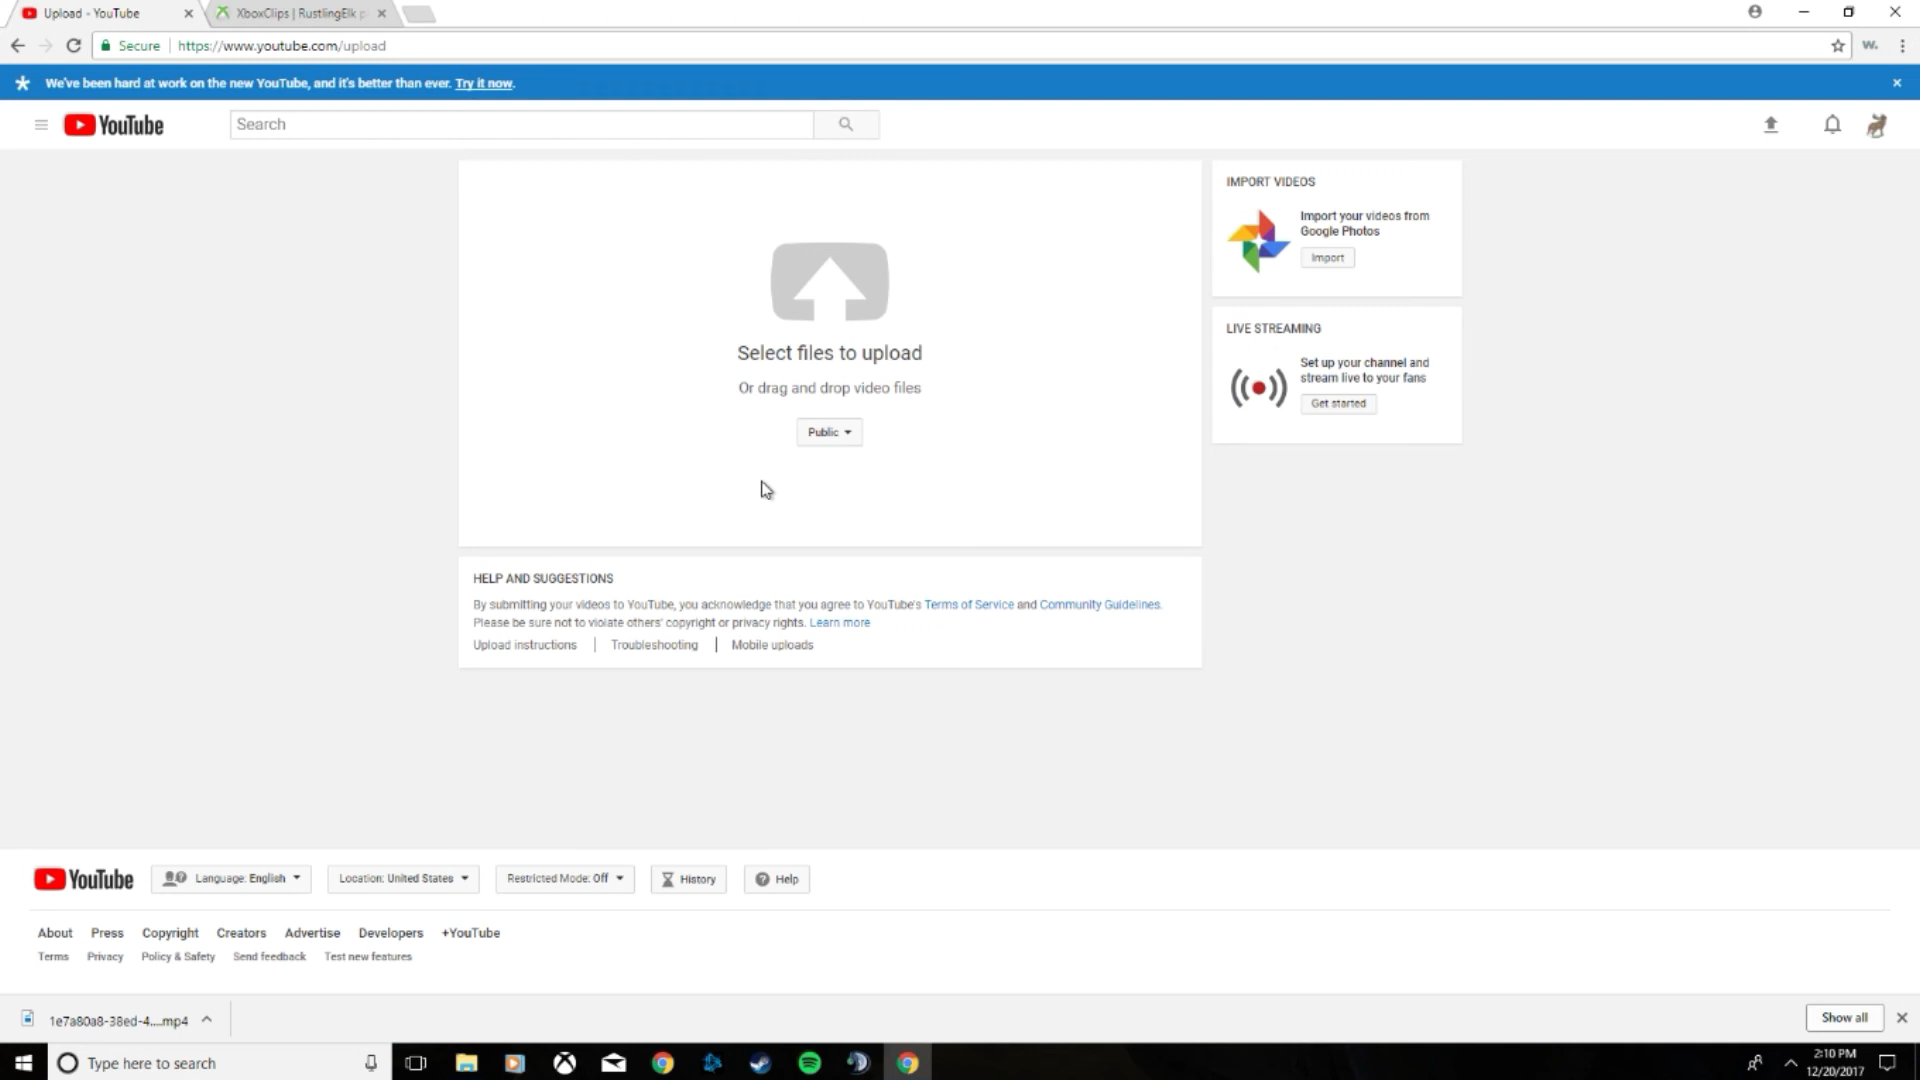 Upload - YouTube
XboxClips | RustlingElk p
Secure
https://www.youtube.com/upload
W.
We've been hard at work on the new YouTube, and it's better than ever. Try it now.
YouTube
Search
Select files to upload
Or drag and drop video files
Public
IMPORT VIDEOS
Import your videos from
Google Photos
Import
LIVE STREAMING
Set up your channel and
stream live to your fans
Get started
HELP AND SUGGESTIONS
By submitting your videos to YouTube, you acknowledge that you agree to YouTube's Terms of Service and Community Guidelines.
Please be sure not to violate others' copyright or privacy rights. Learn more
Upload instructions | Troubleshooting | Mobile uploads
YouTube
Language: English
Location: United States
Restricted Mode: Off
History
Help
About Press Copyright Creators Advertise Developers +YouTube
Terms Privacy Policy & Safety Send feedback Test new features
1e7a80a8-38ed-4....mp4
Show all
Type here to search
2:10 PM
12/20/2017